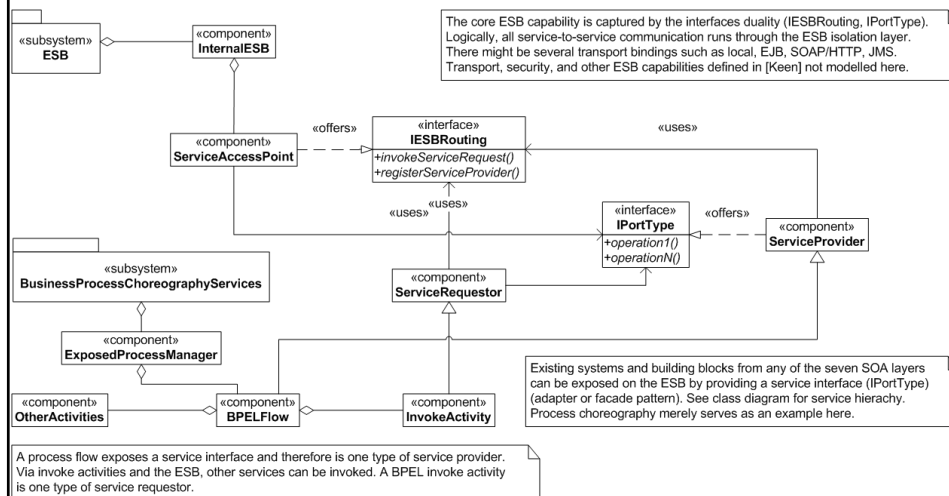 «subsystem»
ESB
«component»
InternalESB
The core ESB capability is captured by the interfaces duality (IESBRouting, IPortType).
Logically, all service-to-service communication runs through the ESB isolation layer.
There might be several transport bindings such as local, EJB, SOAP/HTTP, JMS.
Transport, security, and other ESB capabilities defined in [Keen] not modelled here.
«component»
ServiceAccessPoint
«offers»
«interface»
IESBRouting
+invokeServiceRequest()
+registerServiceProvider()
«uses»
«uses»
«uses»
«interface»
IPortType
+operation1()
+operationN()
«offers»
«component»
ServiceProvider
«subsystem»
BusinessProcessChoreographyServices
«component»
ServiceRequestor
«component»
ExposedProcessManager
Existing systems and building blocks from any of the seven SOA layers
can be exposed on the ESB by providing a service interface (IPortType)
(adapter or facade pattern). See class diagram for service hierachy.
Process choreography merely serves as an example here.
«component»
OtherActivities
«component»
BPELFlow
«component»
InvokeActivity
A process flow exposes a service interface and therefore is one type of service provider.
Via invoke activities and the ESB, other services can be invoked. A BPEL invoke activity
is one type of service requestor.